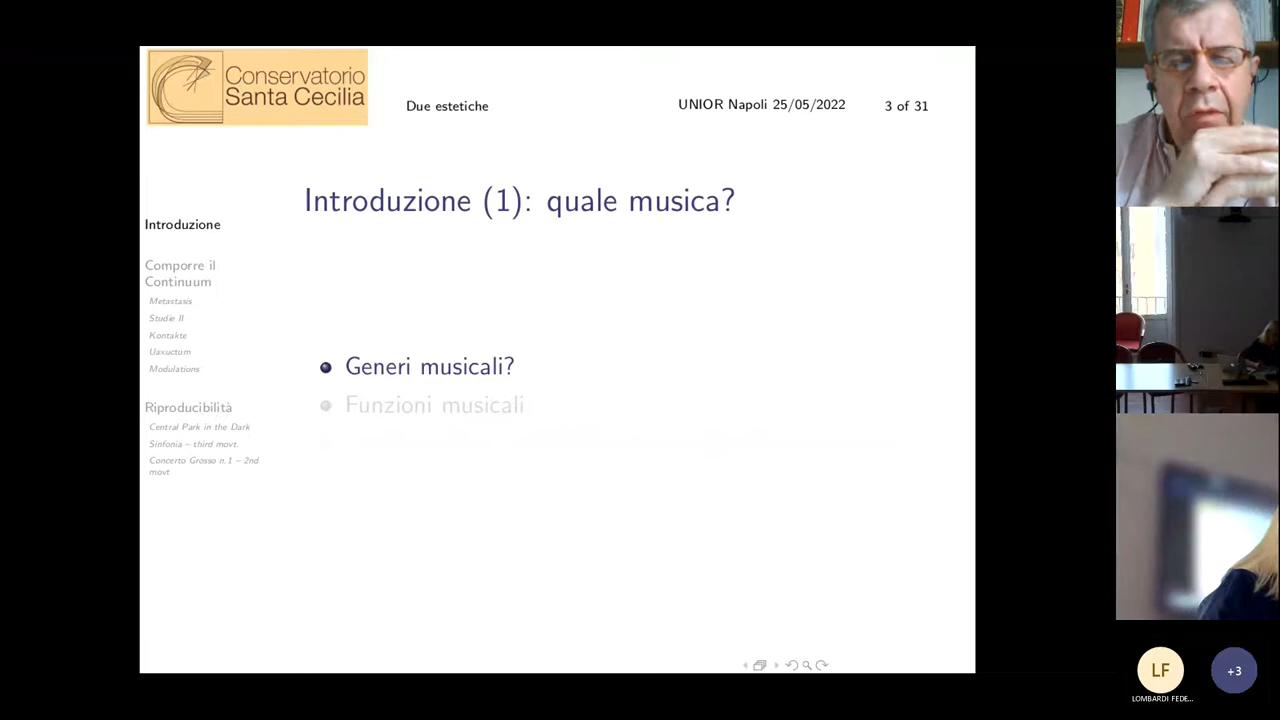 Conservatorio
Santa Cecilia
Due estetiche
UNIOR Napoli 25/05/2022
3 of 31
Introduzione (1): quale musica?
Introduzione
Comporre il
Continuum
Metastasis
Studie II
Kontakte
Uaxuctum
Modulations
Riproducibilità
Central Park in the Dark
Sinfonia – third movt.
Concerto Grosso n.1 – 2nd
movt
Generi musicali?
Funzioni musicali
LF
LOMBARDI FEDE...
+3